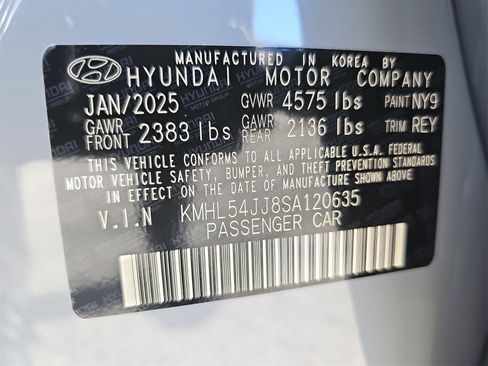 MANUFACTURED IN KOREA BY
HYUNDAI MOTOR COMPANY
JAN/2025 GVWR 4575 lbs PAINT NY9
GAWR FRONT 2383 lbs GAWR REAR 2136 lbs TRIM REY
THIS VEHICLE CONFORMS TO ALL APPLICABLE U.S.A. FEDERAL
MOTOR VEHICLE SAFETY, BUMPER, AND THEFT PREVENTION
STANDARDS IN EFFECT ON THE DATE OF MANUFACTURE SHOWN ABOVE.
V.I.N KMHL54JJ8SA120635
PASSENGER CAR